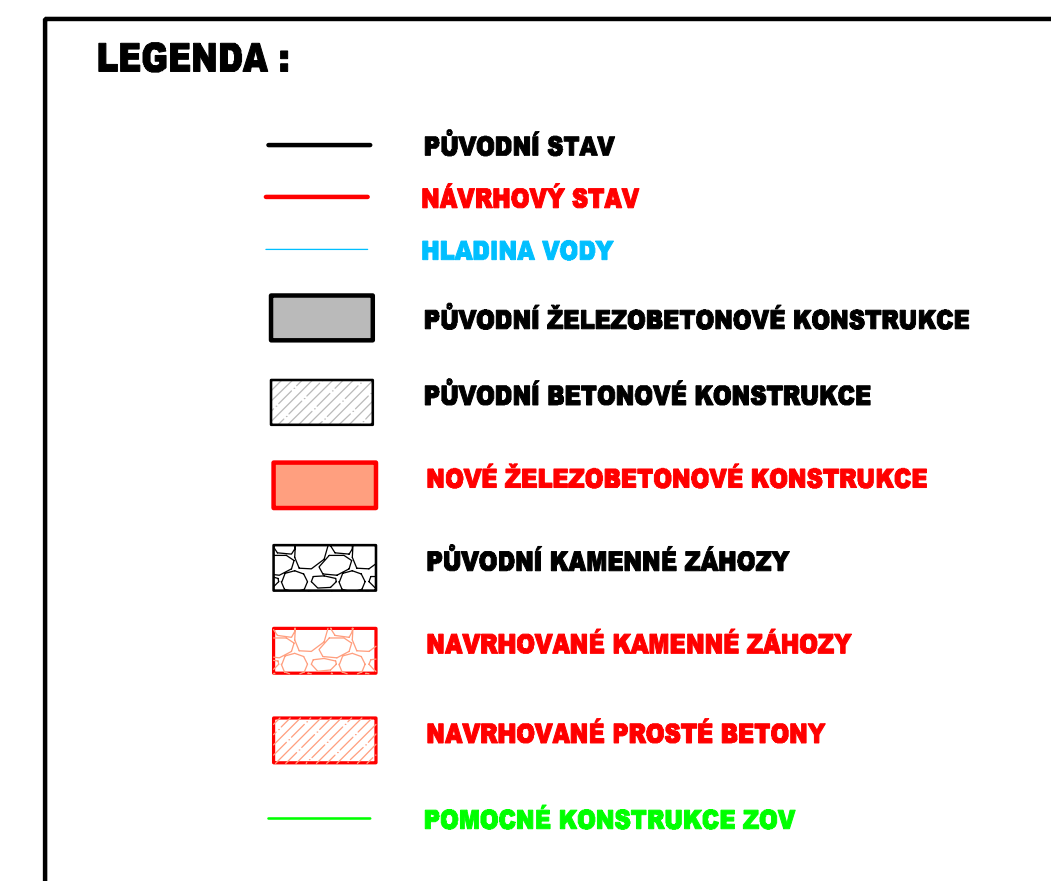 LEGENDA :
PŮVODNÍ STAV
NÁVRHOVÝ STAV
HLADINA VODY
PŮVODNÍ ŽELEZOBETONOVÉ KONSTRUKCE
PŮVODNÍ BETONOVÉ KONSTRUKCE
NOVÉ ŽELEZOBETONOVÉ KONSTRUKCE
PŮVODNÍ KAMENNÉ ZÁHOZY
NAVRHOVANÉ KAMENNÉ ZÁHOZY
NAVRHOVANÉ PROSTÉ BETONY
POMOCNÉ KONSTRUKCE ZOV